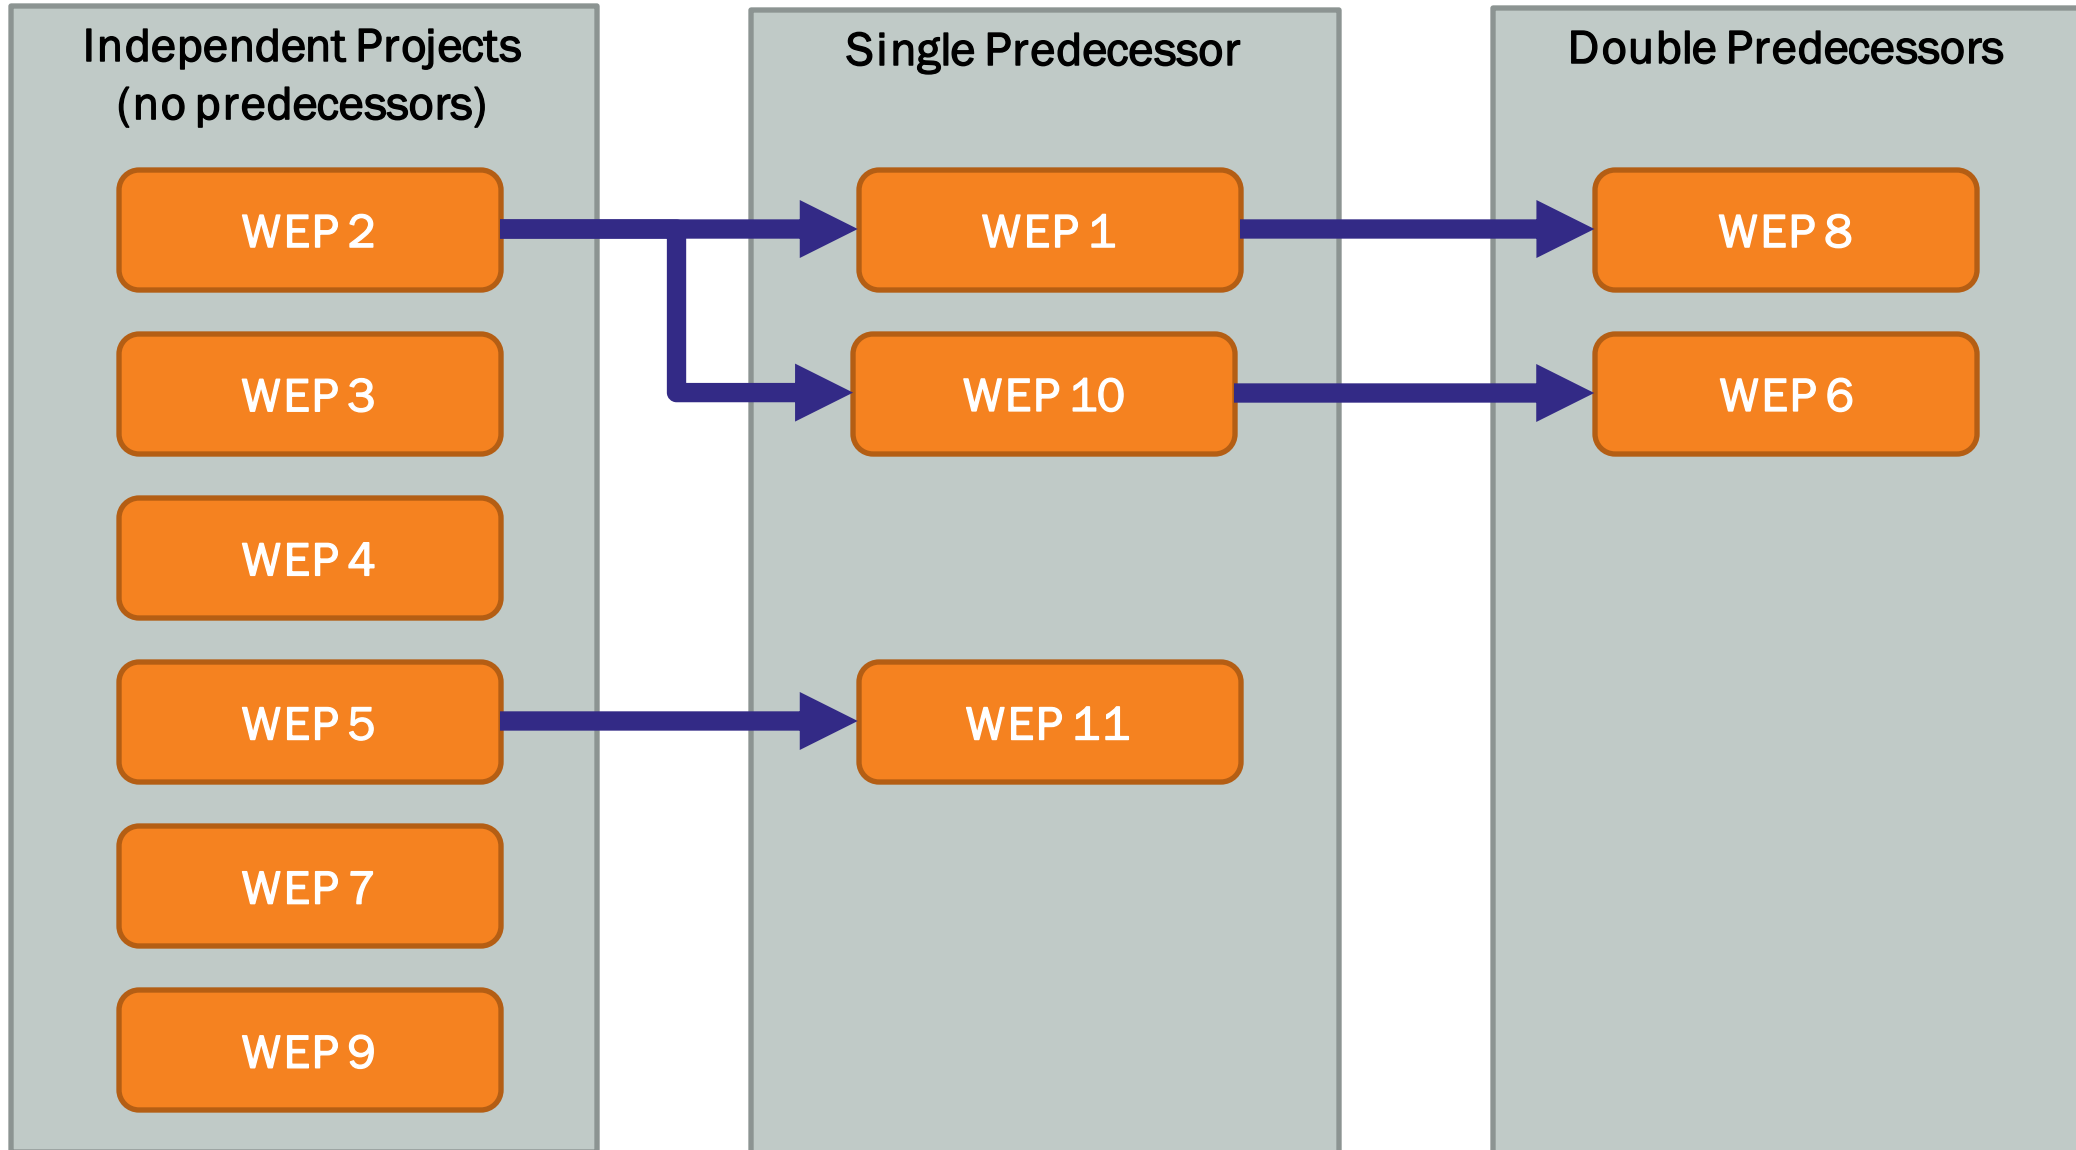 Independent Projects
(no predecessors)
WEP 2
WEP 3
WEP 4
WEP 5
WEP 7
WEP 9
Single Predecessor
WEP 1
WEP 10
WEP 11
Double Predecessors
WEP 8
WEP 6